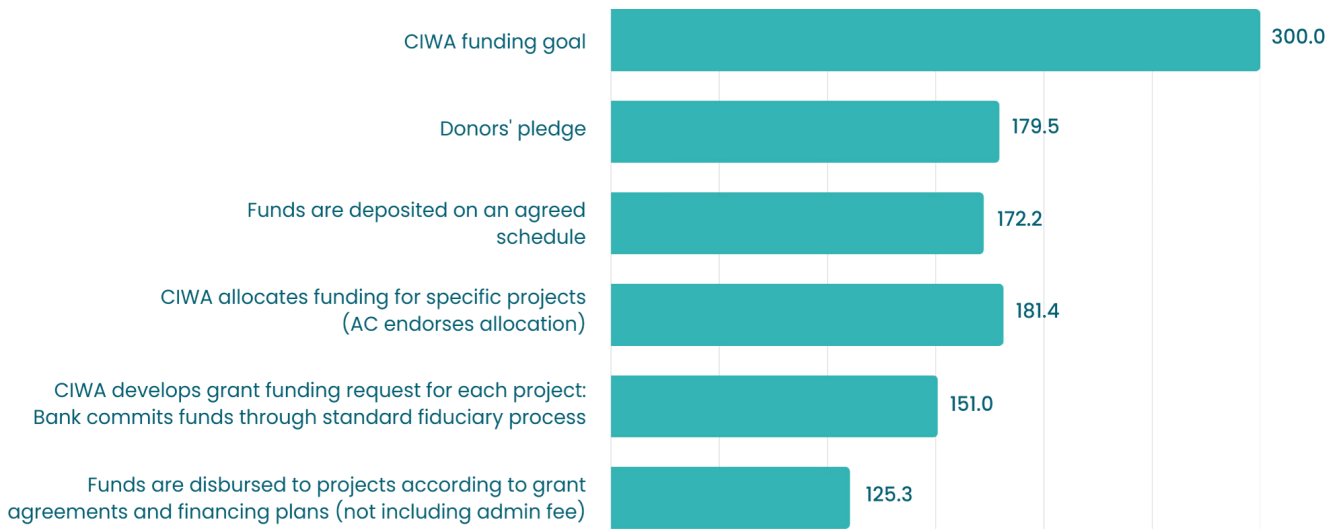 CIWA funding goal
300.0
Donors' pledge
179.5
Funds are deposited on an agreed
schedule
172.2
CIWA allocates funding for specific projects
(AC endorses allocation)
181.4
CIWA develops grant funding request for each project:
Bank commits funds through standard fiduciary process
151.0
Funds are disbursed to projects according to grant
agreements and financing plans (not including admin fee)
125.3